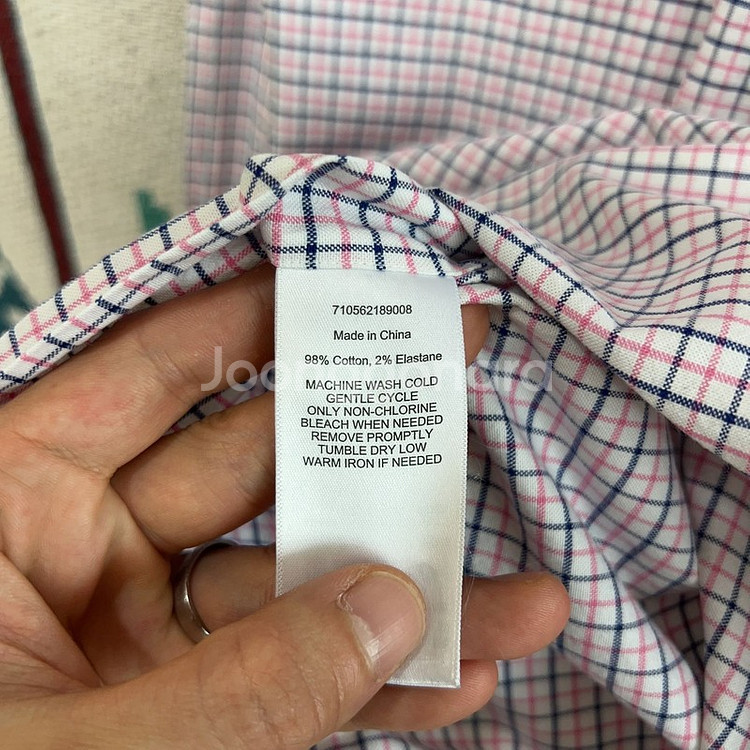 710562189008
Made in China
98% Cotton, 2% Elastane
MACHINE WASH COLD
GENTLE CYCLE
ONLY NON-CHLORINE
BLEACH WHEN NEEDED
REMOVE PROMPTLY
TUMBLE DRY LOW
WARM IRON IF NEEDED